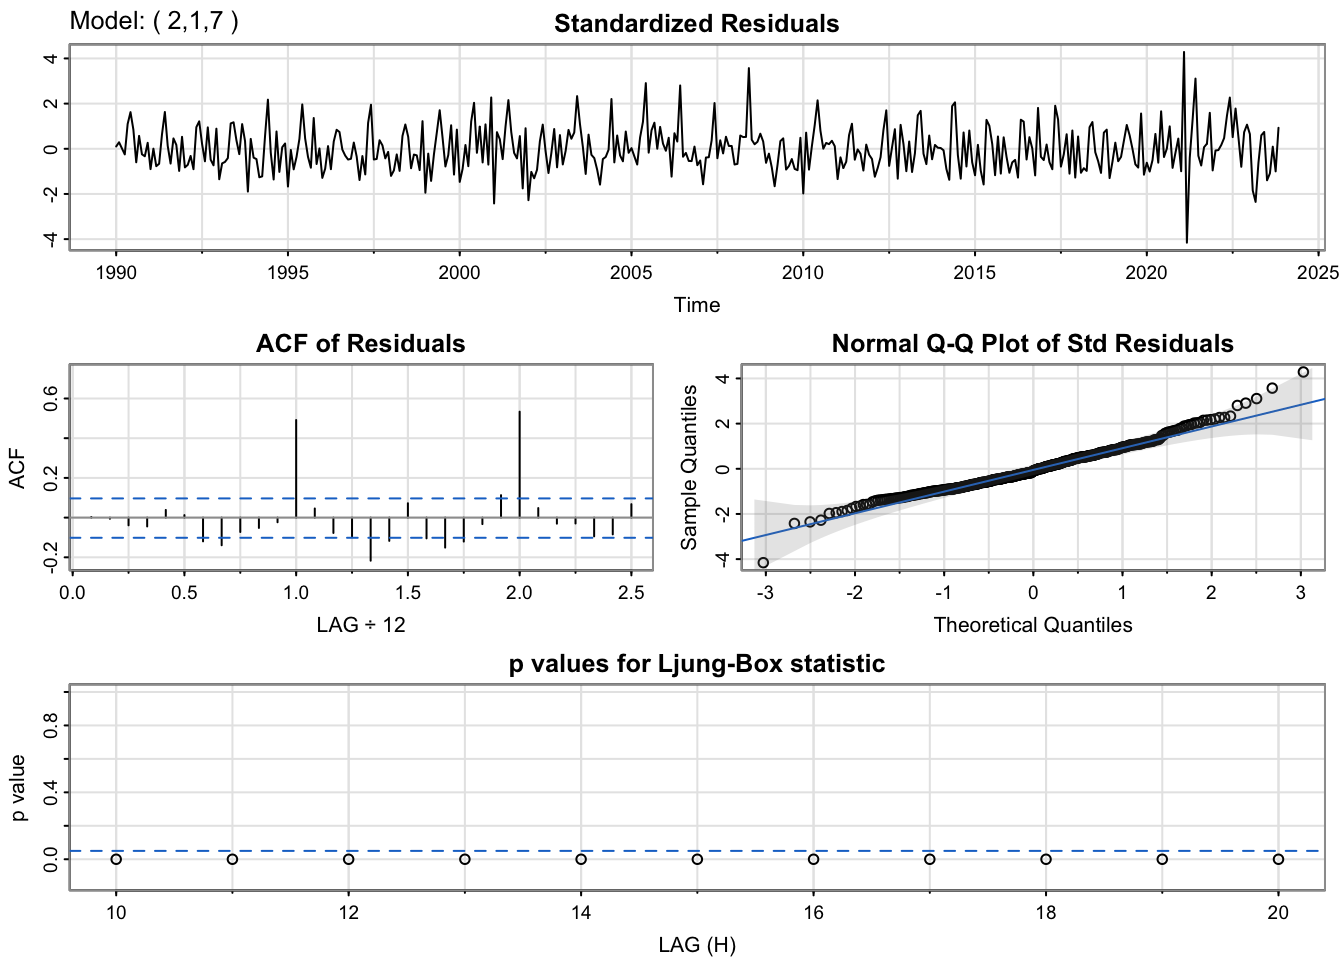 Model: ( 2,1,7 )
Standardized Residuals
4
2
0
-2
-4
1990 1995 2000 2005 2010 2015 2020 2025
Time
ACF of Residuals
ACF
0.6
0.2
-0.2
0.0 0.5 1.0 1.5 2.0 2.5
LAG ÷ 12
Normal Q-Q Plot of Std Residuals
Sample Quantiles
4
2
0
-2
-4
-3 -2 -1 0 1 2 3
Theoretical Quantiles
p values for Ljung-Box statistic
p value
0.8
0.4
0.0
10 12 14 16 18 20
LAG (H)